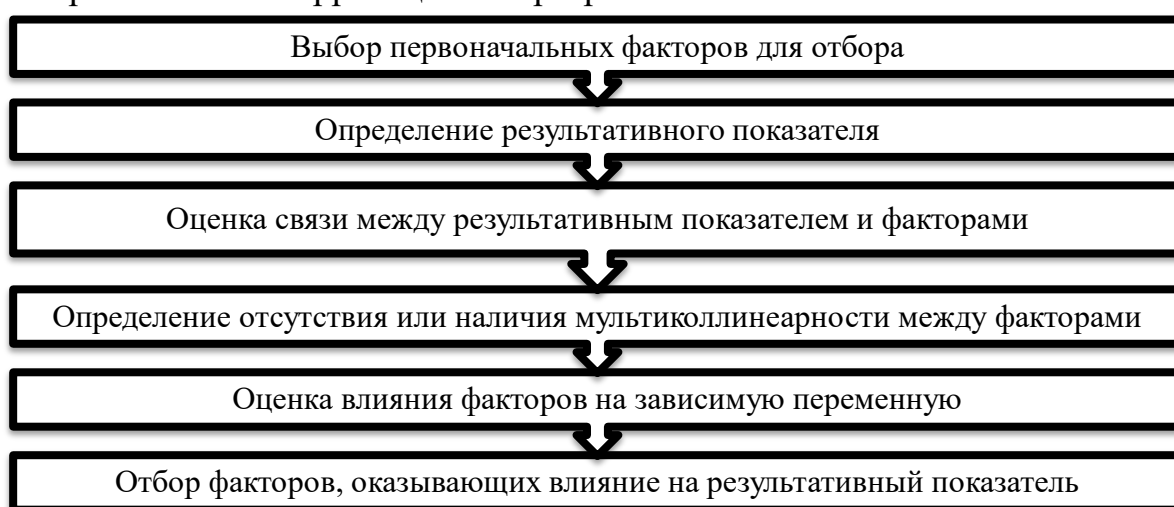 Выбор первоначальных факторов для отбора
Определение результативного показателя
Оценка связи между результативным показателем и факторами
Определение отсутствия или наличия мультиколлинеарности между факторами
Оценка влияния факторов на зависимую переменную
Отбор факторов, оказывающих влияние на результативный показатель